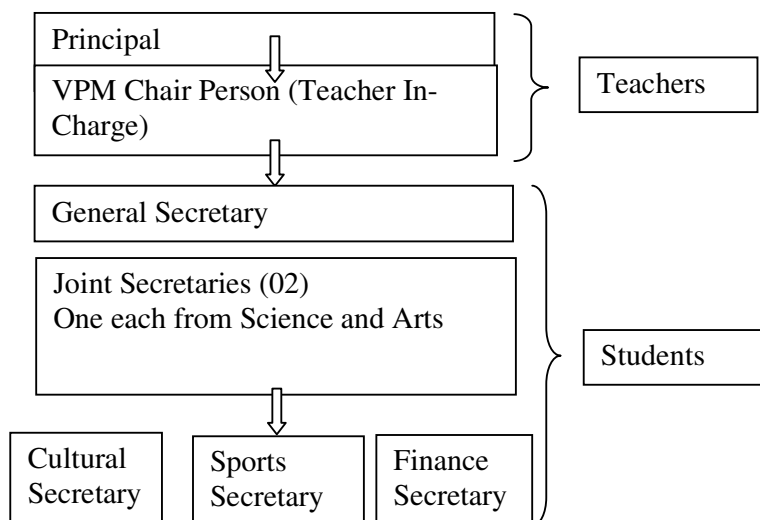 Principal
VPM Chair Person (Teacher In-
Charge)
Teachers
General Secretary
Joint Secretaries (02)
One each from Science and Arts
Students
Cultural
Secretary
Sports
Secretary
Finance
Secretary